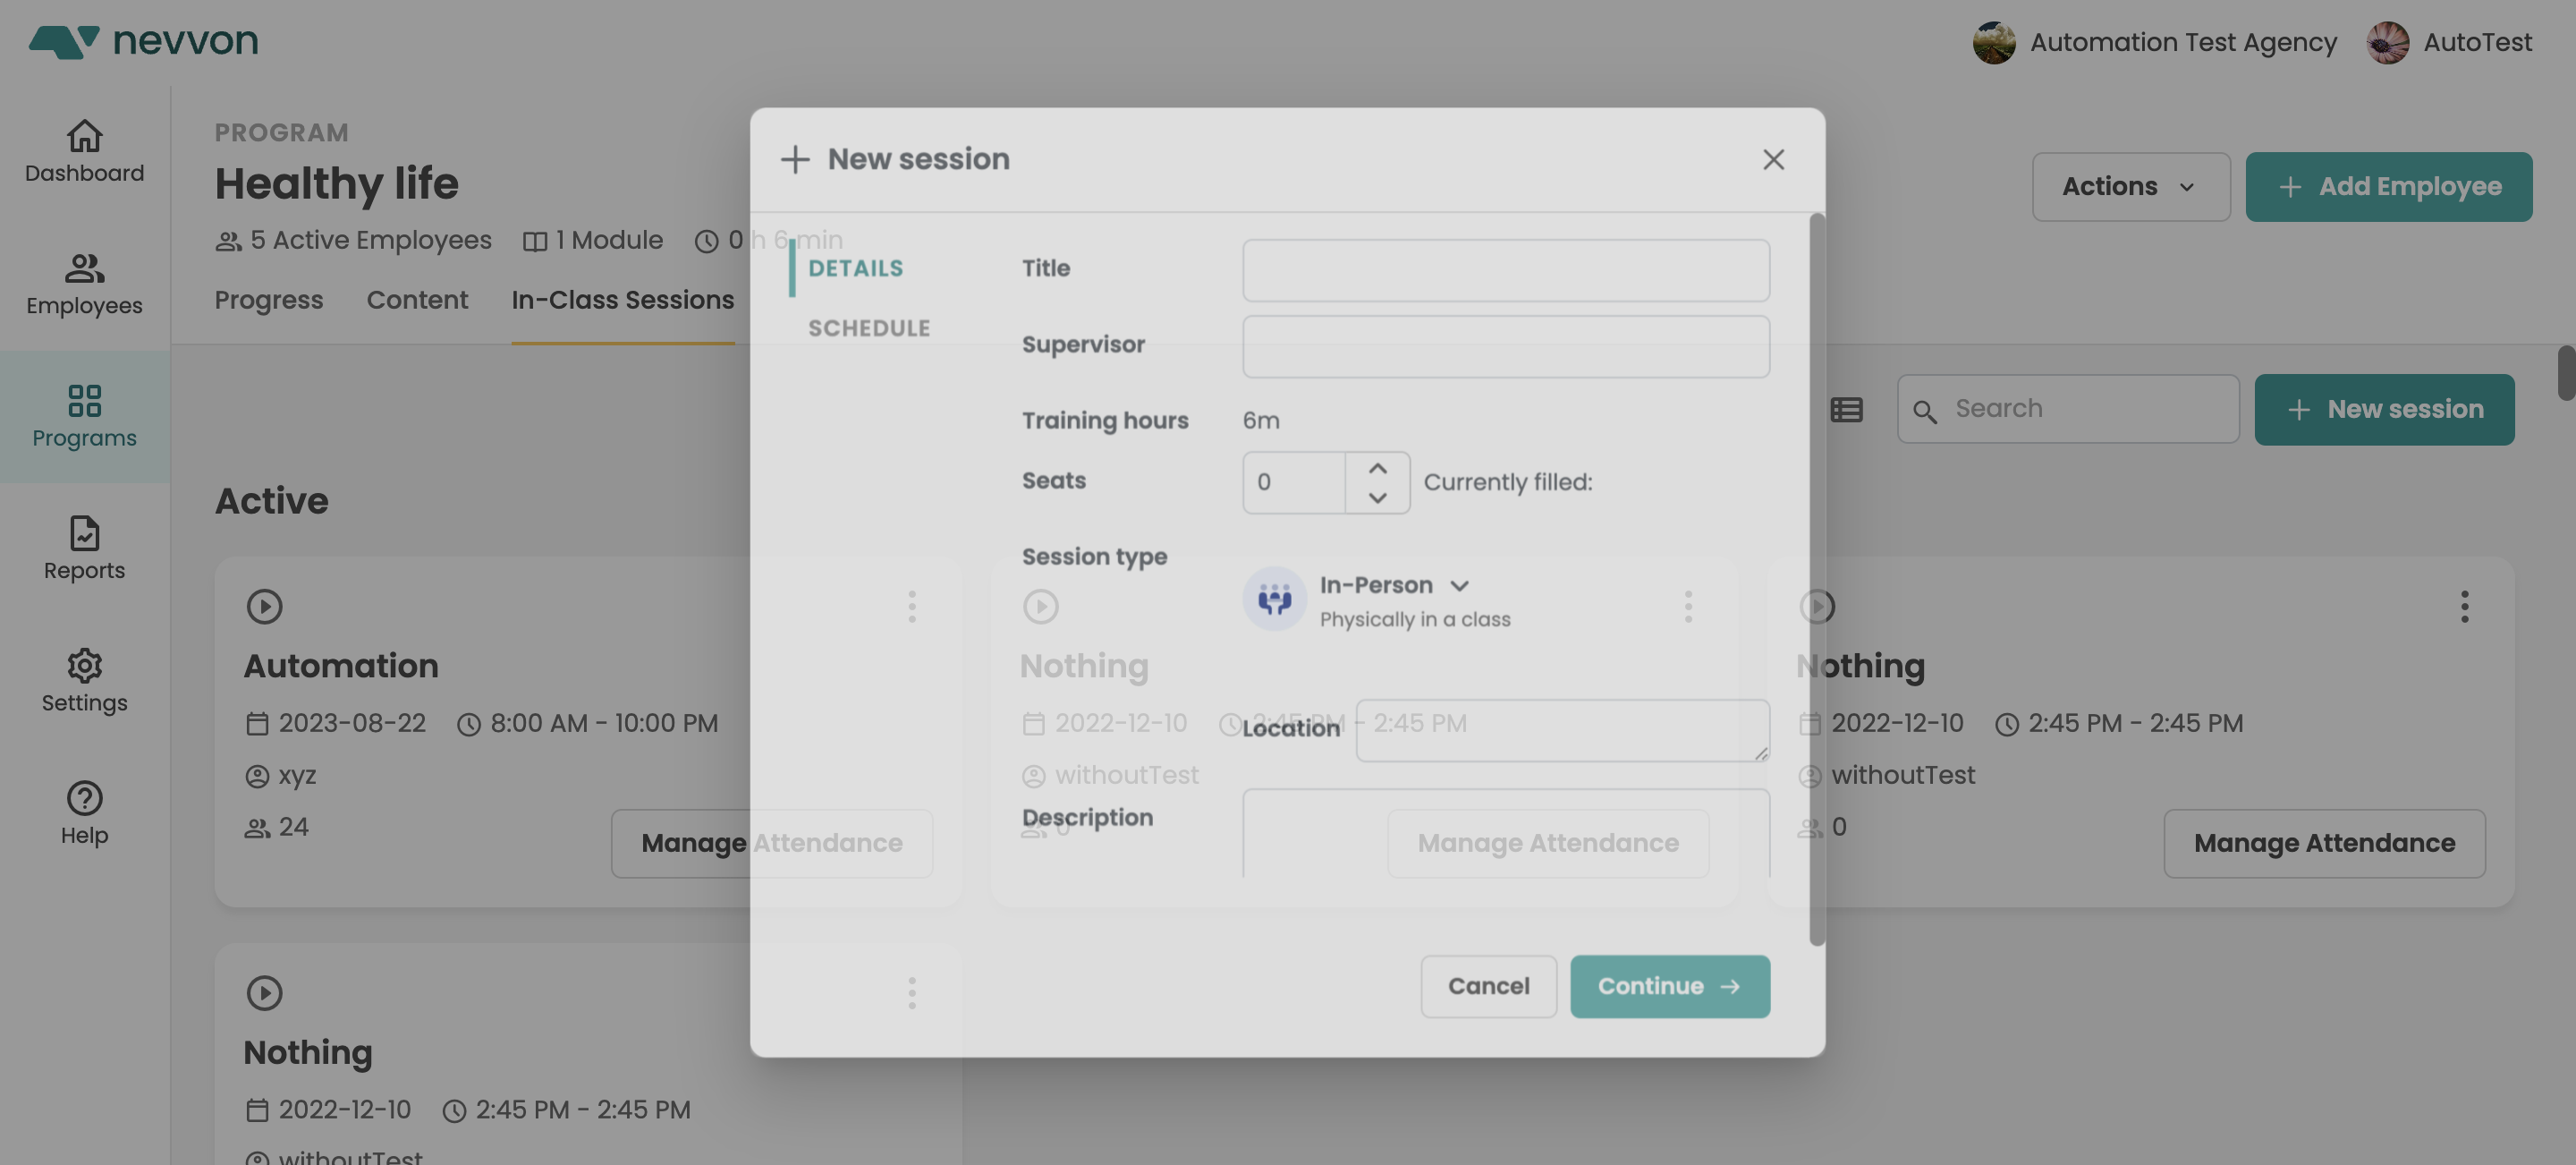 nevvon
Automation Test Agency
AutoTest
Dashboard
Employees
Programs
Reports
Settings
Help
PROGRAM
Healthy life
5 Active Employees
1 Module
0 h 6 min
Progress
Content
In-Class Sessions
Actions
+ Add Employee
Search
+ New session
Active
Automation
2023-08-22
8:00 AM - 10:00 PM
xyz
24
Manage Attendance
Nothing
2022-12-10
2:45 PM - 2:45 PM
withoutTest
0
Manage Attendance
Nothing
2022-12-10
2:45 PM - 2:45 PM
withoutTest
0
Manage Attendance
Nothing
2022-12-10
2:45 PM - 2:45 PM
withoutTest
+ New session
DETAILS
SCHEDULE
Title
Supervisor
Training hours
6m
Seats
0
Currently filled:
Session type
In-Person
Physically in a class
Location
Description
Cancel
Continue →